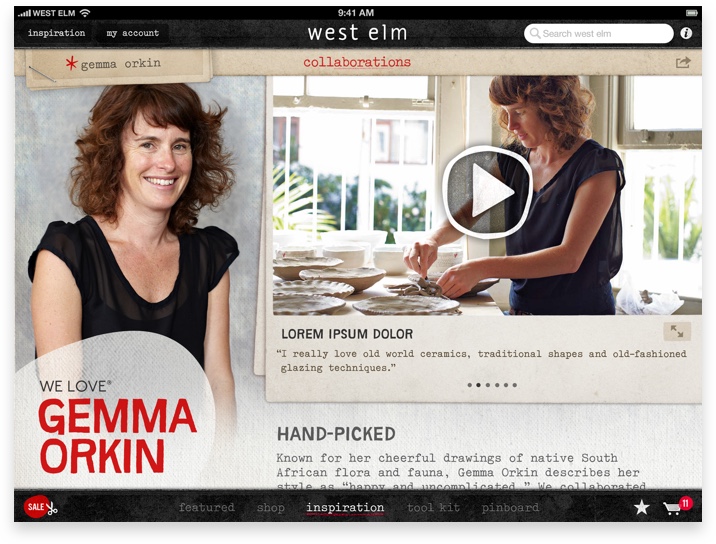 WEST ELM 9:41 AM
inspiration my account west elm Search west elm i
* gemma orkin collaborations
LOREM IPSUM DOLOR
“I really love old world ceramics, traditional shapes and old-fashioned
glazing techniques.”
WE LOVE®
GEMMA
ORKIN
HAND-PICKED
Known for her cheerful drawings of native South
African flora and fauna, Gemma Orkin describes her
style as “happy and uncomplicated.” We collaborated
SALE featured shop inspiration tool kit pinboard 11